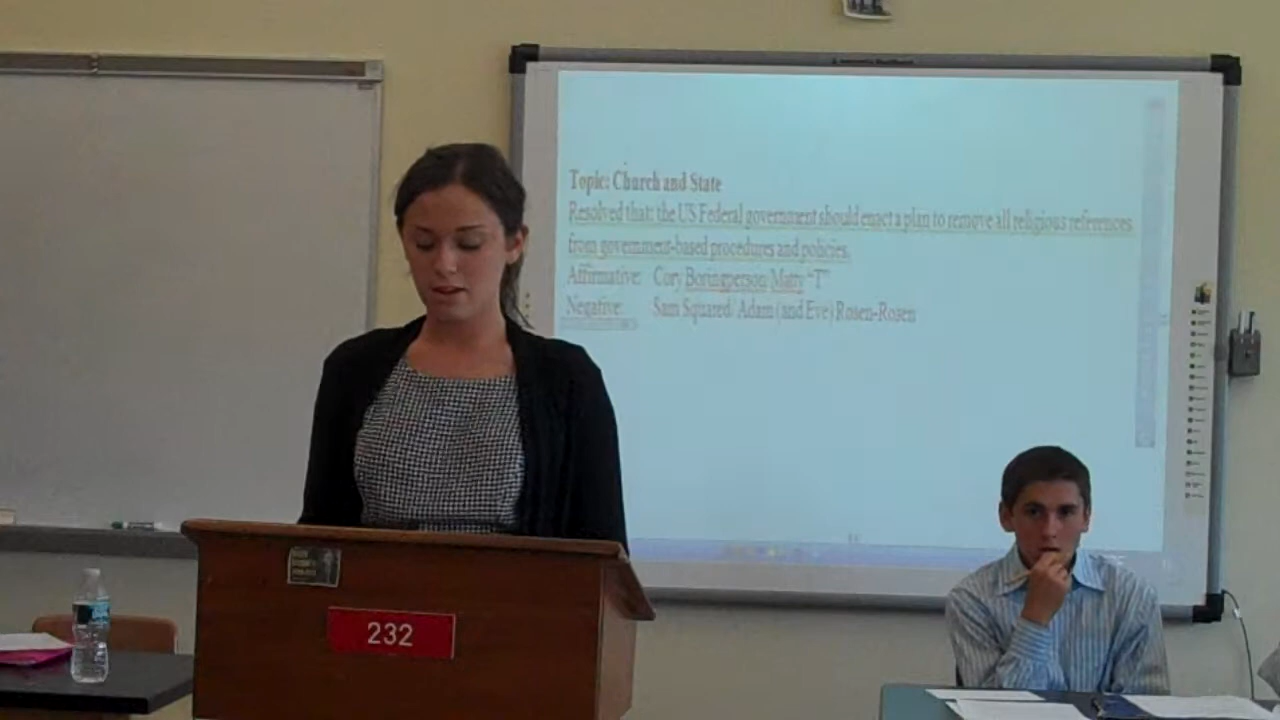 Topic: Church and State
Resolved that: the US Federal government should enact a plan to remove all religious references
from government-based procedures and policies.
Affirmative: Cory Boringperson/ Matty "T"
Negative: Sam Squared/ Adam (and Eve) Rosen-Rosen
232